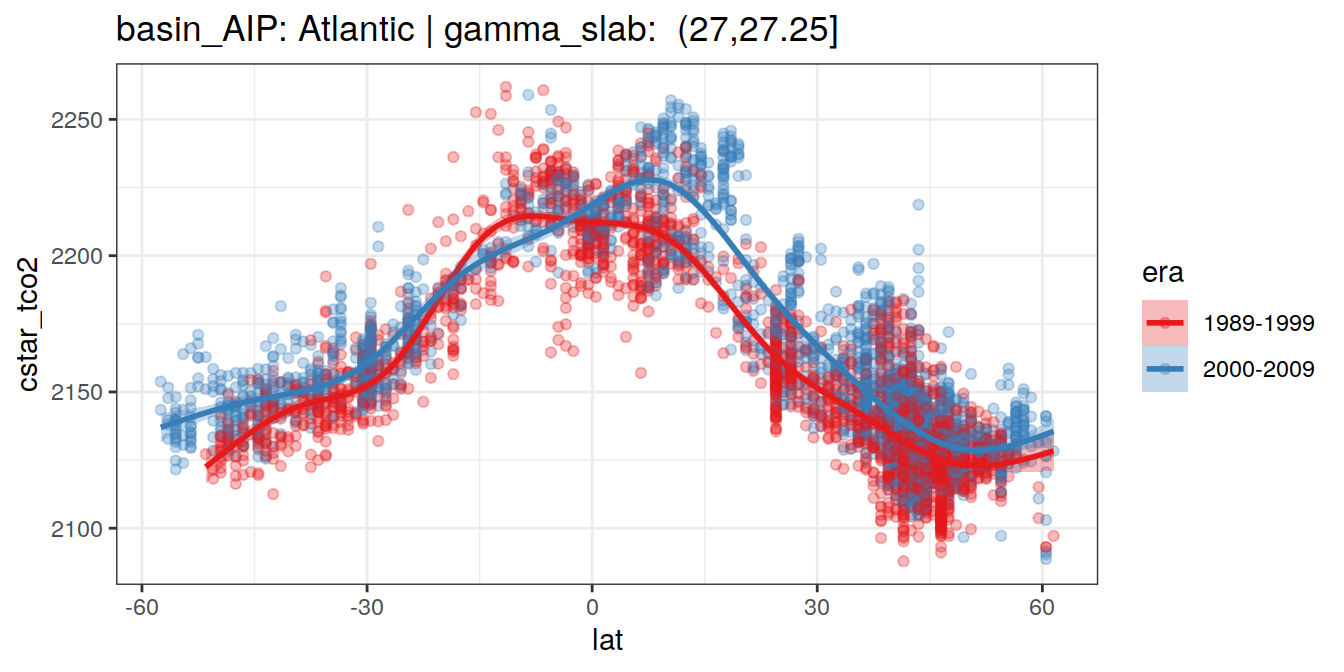 basin_AIP: Atlantic | gamma_slab:  (27,27.25]
cstar_tco2
2250
2200
2150
2100
-60
-30
0
30
60
lat
era
1989-1999
2000-2009